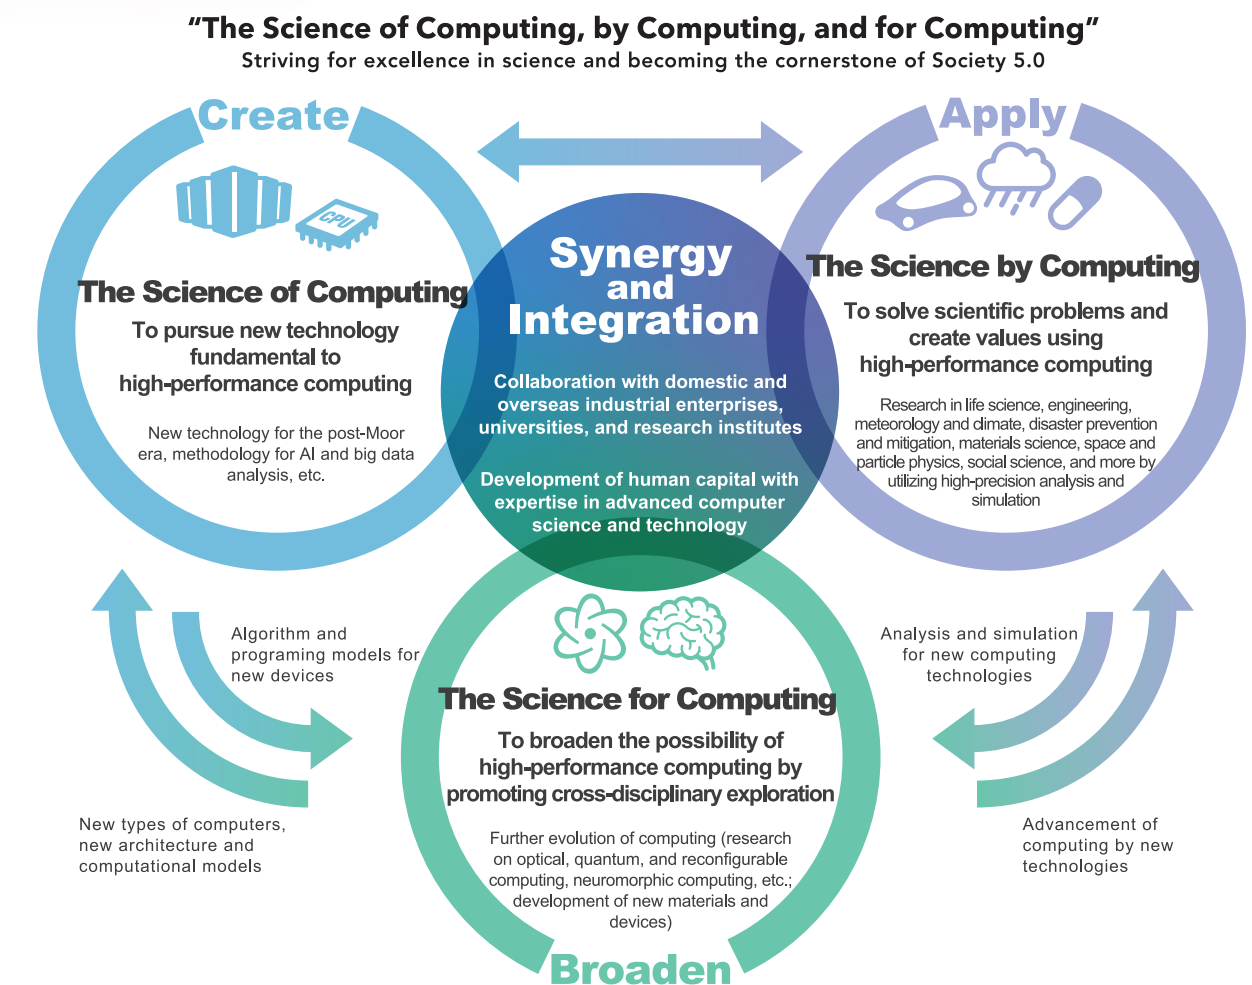 “The Science of Computing, by Computing, and for Computing”
Striving for excellence in science and becoming the cornerstone of Society 5.0
Create
CPU
The Science of Computing
To pursue new technology
fundamental to
high-performance computing
New technology for the post-Moor
era, methodology for AI and big data
analysis, etc.
Synergy
and
Integration
Collaboration with domestic and
overseas industrial enterprises,
universities, and research institutes
Development of human capital with
expertise in advanced computer
science and technology
Apply
The Science by Computing
To solve scientific problems and
create values using
high-performance computing
Research in life science, engineering,
meteorology and climate, disaster prevention
and mitigation, materials science, space and
particle physics, social science, and more by
utilizing high-precision analysis and
simulation
Algorithm and
programing models for
new devices
New types of computers,
new architecture and
computational models
The Science for Computing
To broaden the possibility of
high-performance computing by
promoting cross-disciplinary exploration
Further evolution of computing (research
on optical, quantum, and reconfigurable
computing, neuromorphic computing, etc.;
development of new materials and
devices)
Broaden
Analysis and simulation
for new computing
technologies
Advancement of
computing by new
technologies